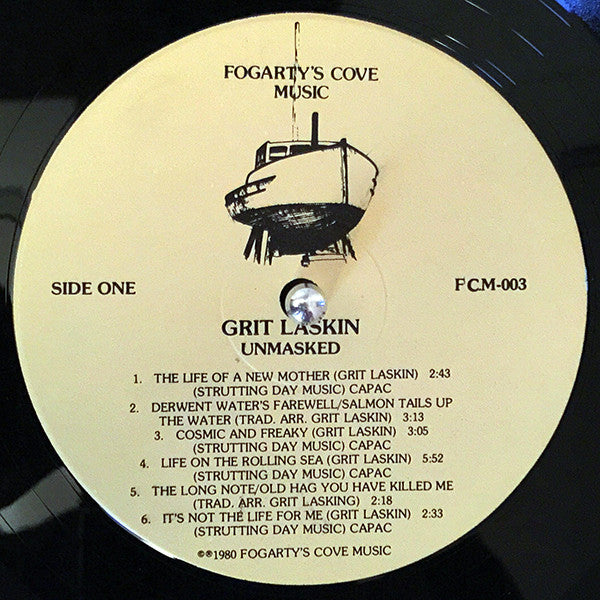 FOGARTY'S COVE
MUSIC
SIDE ONE
FCM-003
GRIT LASKIN
UNMASKED
1. THE LIFE OF A NEW MOTHER (GRIT LASKIN) 2:43
(STRUTTING DAY MUSIC) CAPAC
2. DERWENT WATER'S FAREWELL/SALMON TAILS UP
THE WATER (TRAD. ARR. GRIT LASKIN) 3:13
3. COSMIC AND FREAKY (GRIT LASKIN) 3:05
(STRUTTING DAY MUSIC) CAPAC
4. LIFE ON THE ROLLING SEA (GRIT LASKIN) 5:52
(STRUTTING DAY MUSIC) CAPAC
5. THE LONG NOTE/OLD HAG YOU HAVE KILLED ME
(TRAD. ARR. GRIT LASKING) 2:18
6. IT'S NOT THE LIFE FOR ME (GRIT LASKIN) 2:33
(STRUTTING DAY MUSIC) CAPAC
©℗1980 FOGARTY'S COVE MUSIC